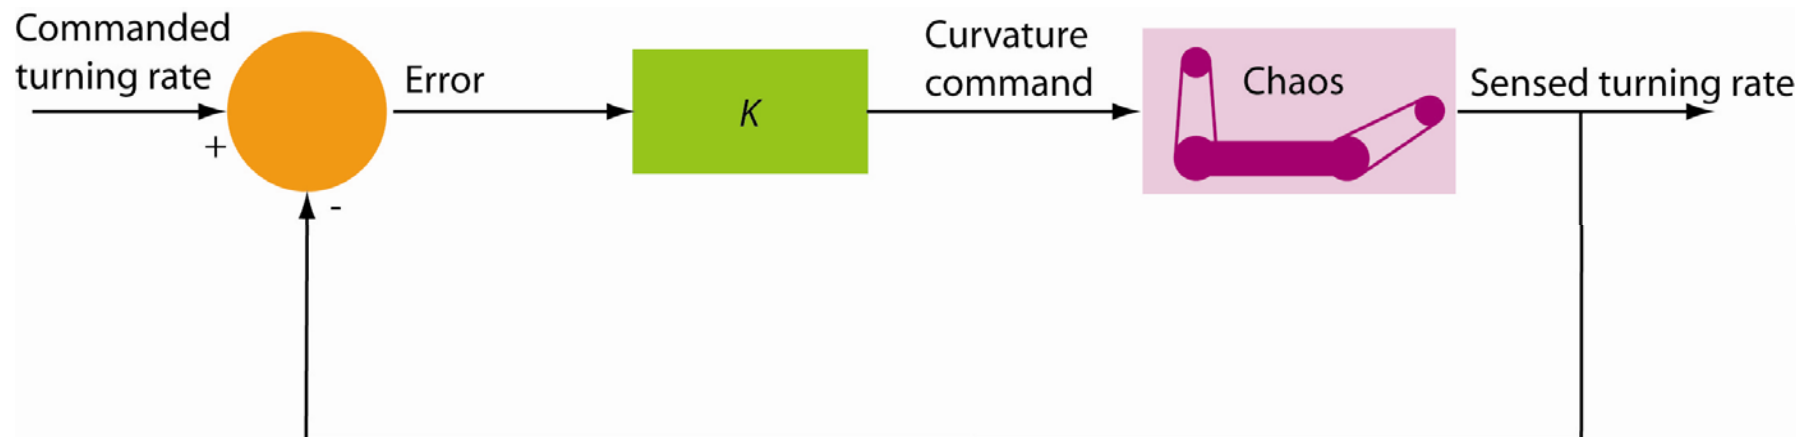 Commanded
turning rate
+
-
Error
K
Curvature
command
Chaos
Sensed turning rate